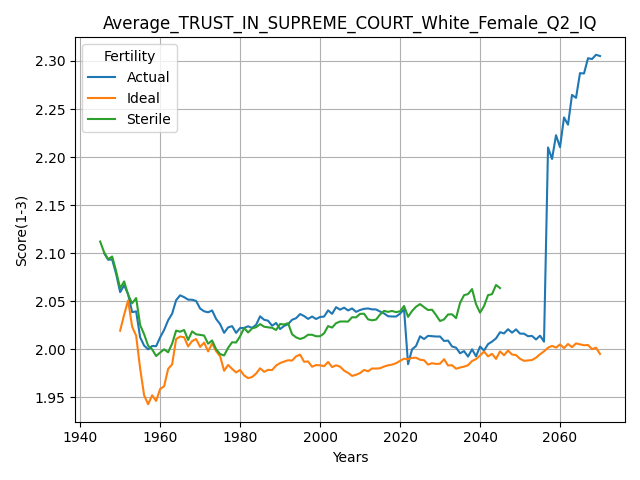 Average_TRUST_IN_SUPREME_COURT_White_Female_Q2_IQ
Fertility
Actual
Ideal
Sterile
Score(1-3)
2.30
2.25
2.20
2.15
2.10
2.05
2.00
1.95
1940
1960
1980
2000
2020
2040
2060
Years